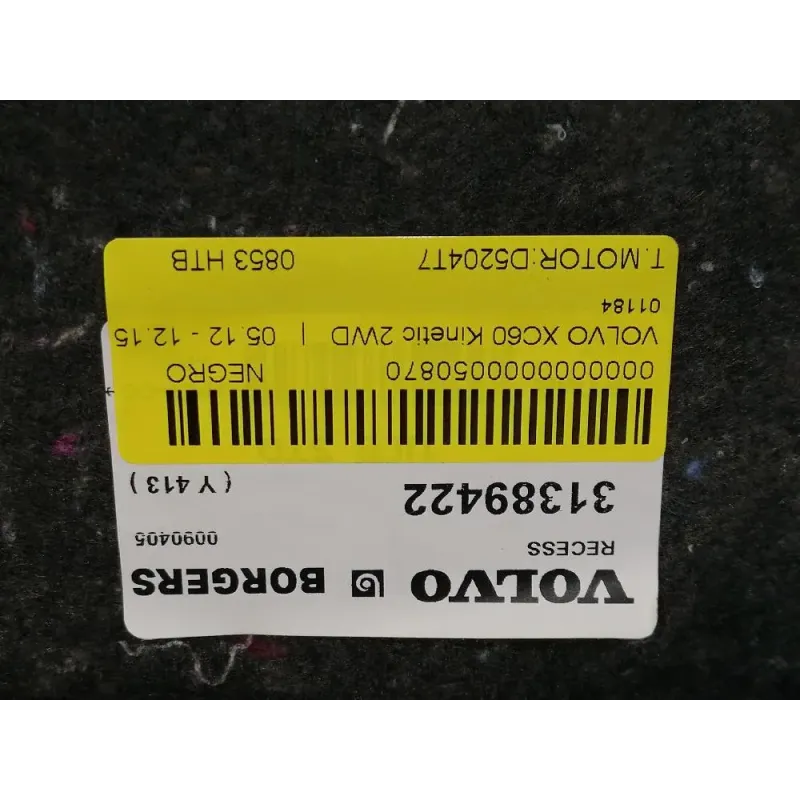 VOLVO BORGERS
RECESS 0090405
31389422 ( Y 413 )
NEGRO
VOLVO XC60 Kinetic 2WD | 05.12 - 12.15
01184
T.MOTOR:D5204T7 0853 HTB